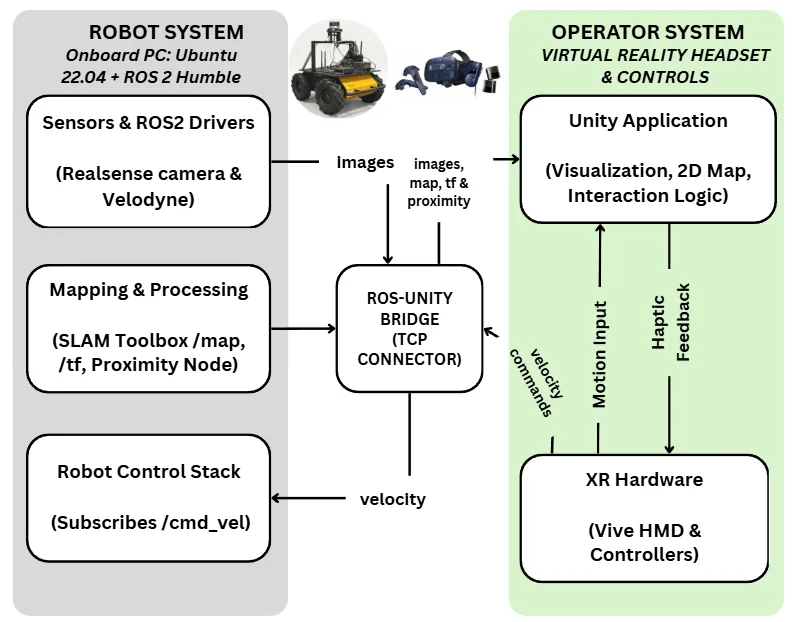 ROBOT SYSTEM
Onboard PC: Ubuntu
22.04 + ROS 2 Humble
Sensors & ROS2 Drivers
(Realsense camera &
Velodyne)
Mapping & Processing
(SLAM Toolbox /map,
/tf, Proximity Node)
Robot Control Stack
(Subscribes /cmd_vel)
Images
images,
map, tf &
proximity
ROS-UNITY
BRIDGE
(TCP
CONNECTOR)
velocity
OPERATOR SYSTEM
VIRTUAL REALITY HEADSET
& CONTROLS
Unity Application
(Visualization, 2D Map,
Interaction Logic)
velocity
commands
Motion Input
Haptic
Feedback
XR Hardware
(Vive HMD &
Controllers)